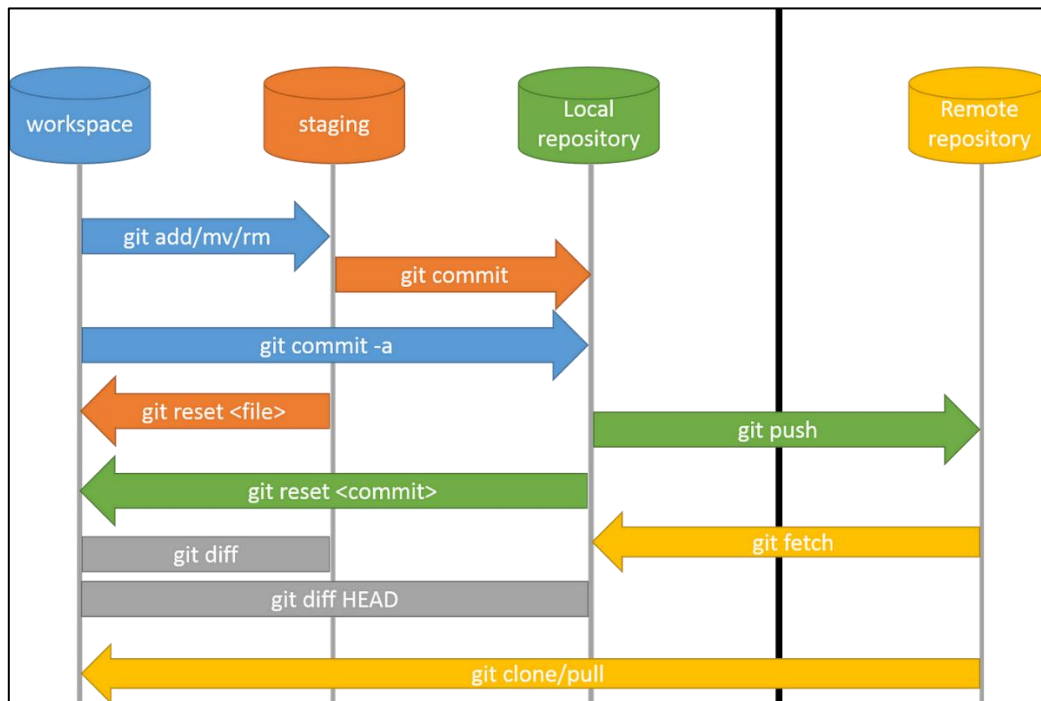 workspace
staging
Local
repository
Remote
repository
git add/mv/rm
git commit
git commit -a
git reset <file>
git push
git reset <commit>
git fetch
git diff
git diff HEAD
git clone/pull